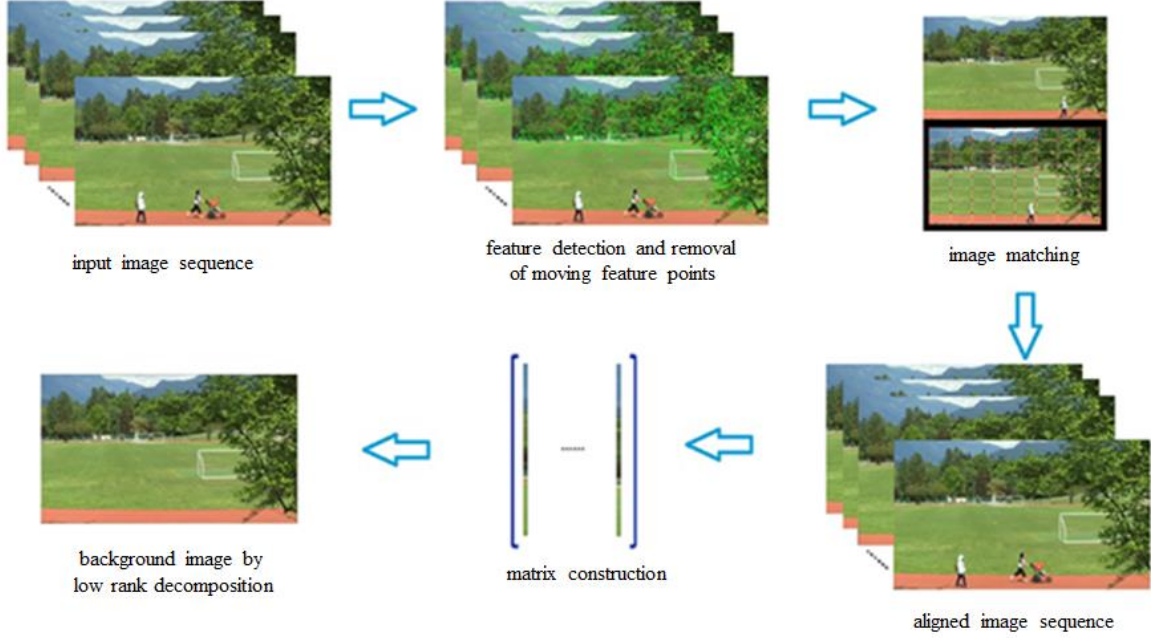 input image sequence
feature detection and removal
of moving feature points
image matching
background image by
low rank decomposition
matrix construction
aligned image sequence